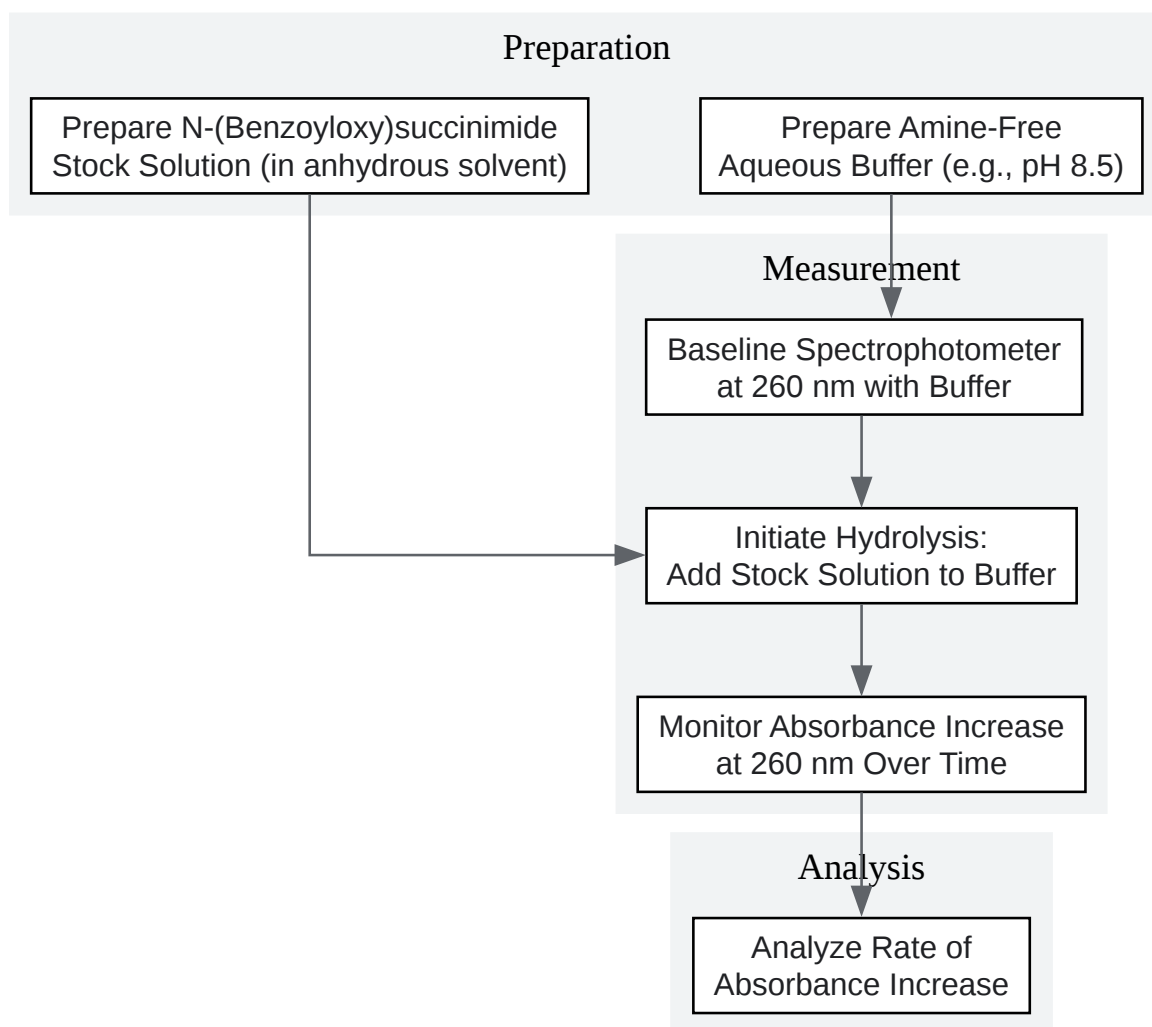 Preparation
Prepare N-(Benzoyloxy)succinimide
Stock Solution (in anhydrous solvent)
Prepare Amine-Free
Aqueous Buffer (e.g., pH 8.5)
Measurement
Baseline Spectrophotometer
at 260 nm with Buffer
Initiate Hydrolysis:
Add Stock Solution to Buffer
Monitor Absorbance Increase
at 260 nm Over Time
Analysis
Analyze Rate of
Absorbance Increase